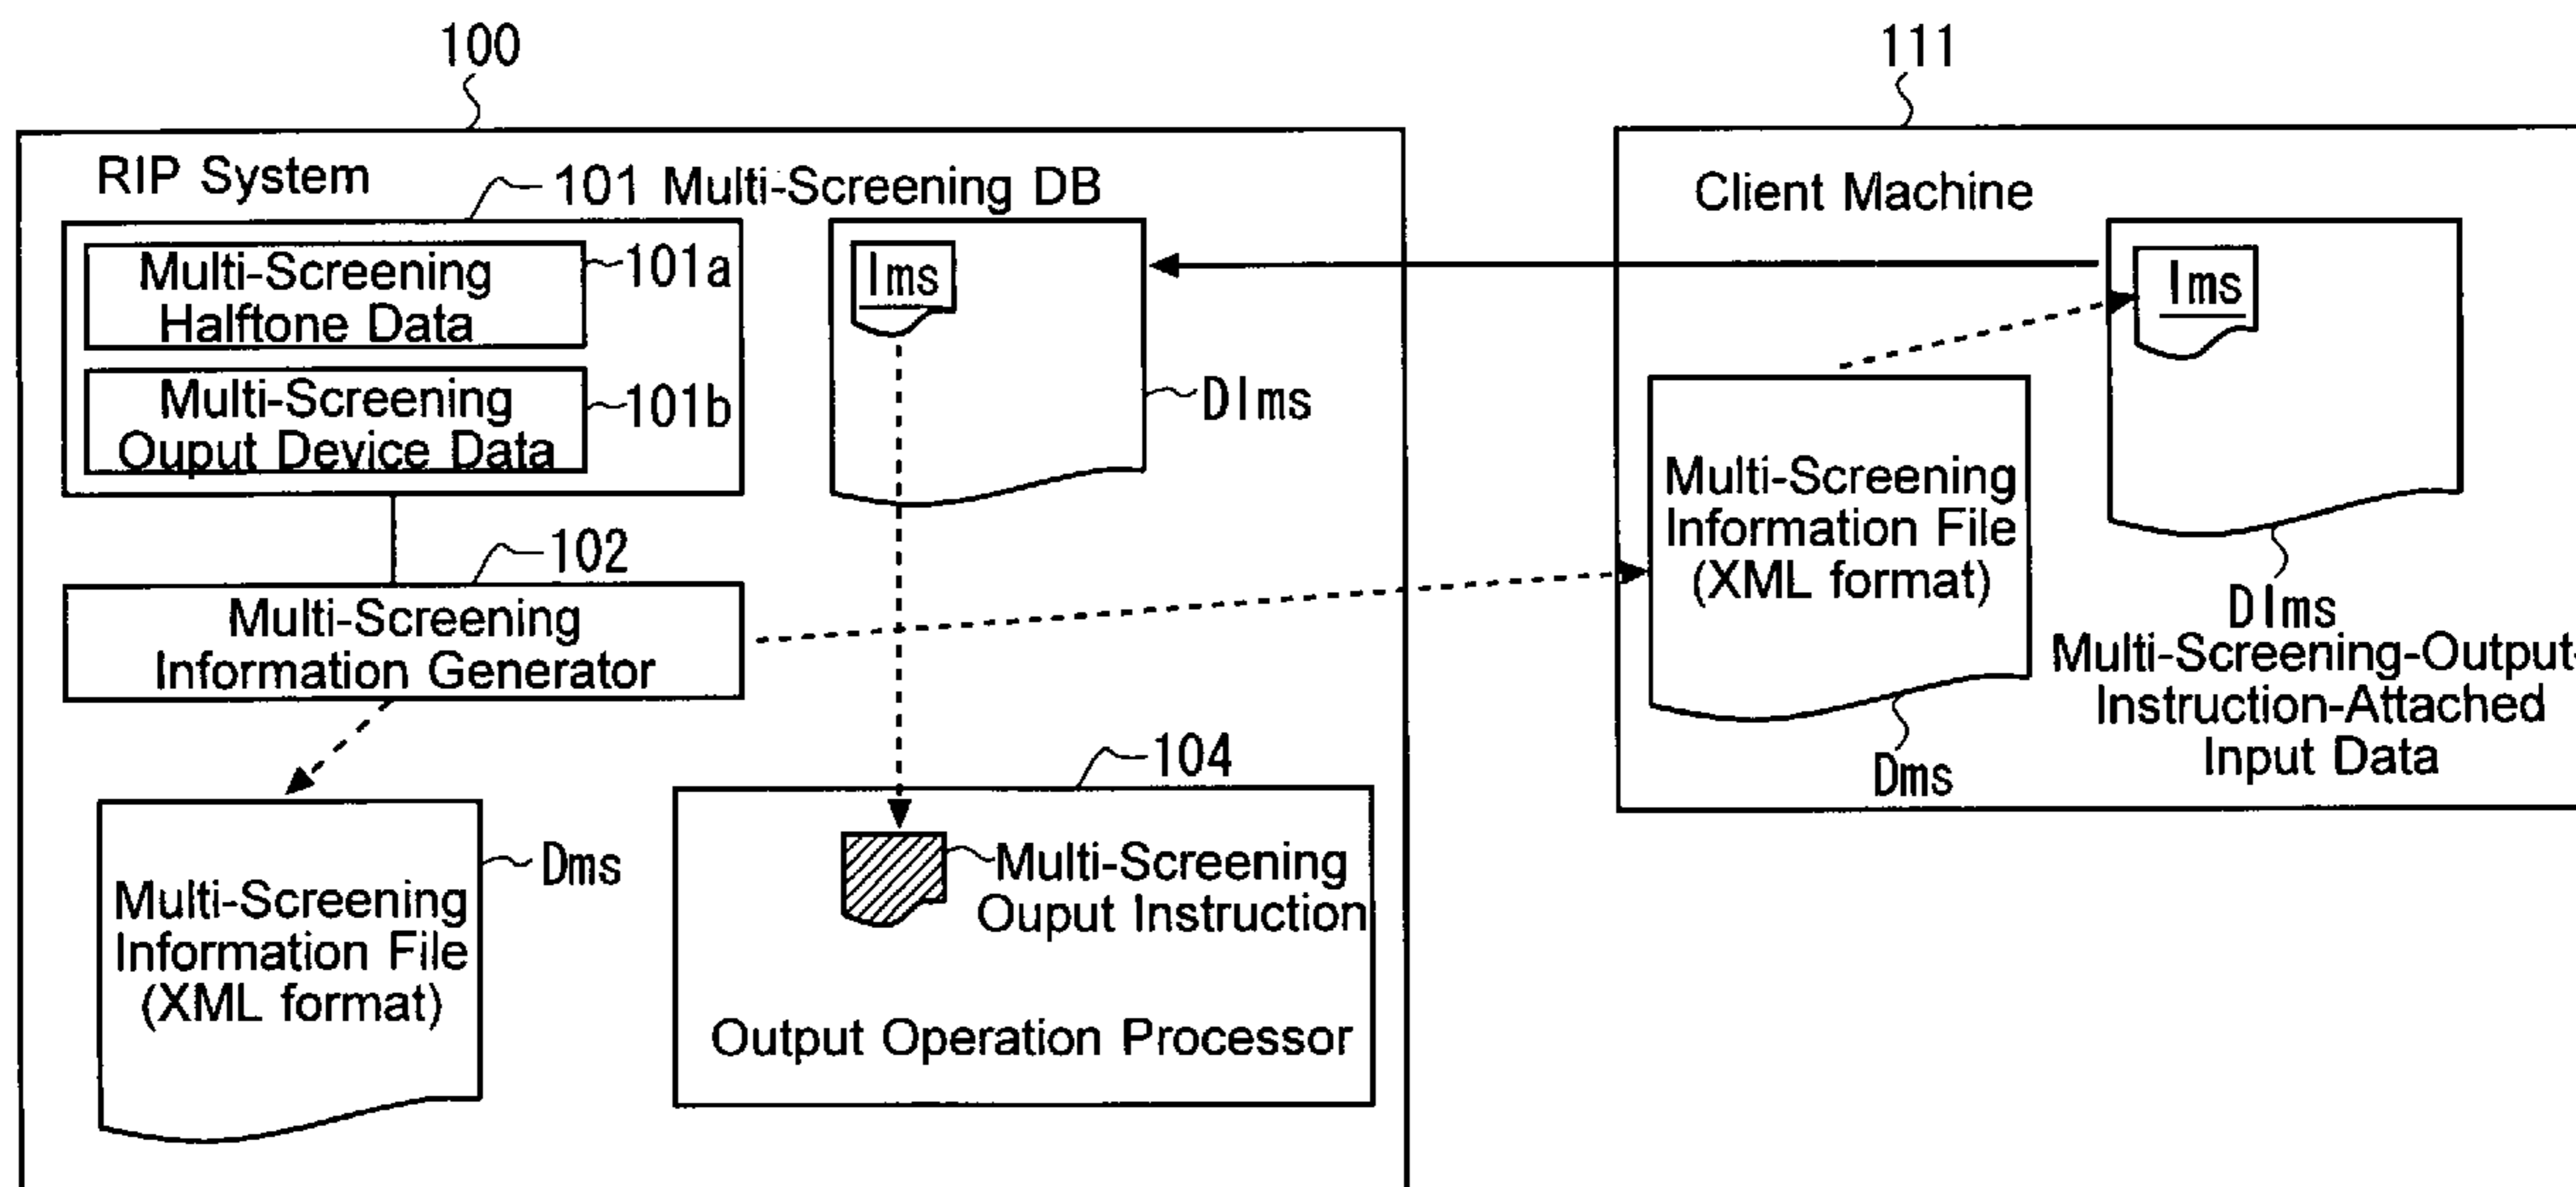 100
RIP System
101 Multi-Screening DB
Multi-Screening
Halftone Data
101a
Multi-Screening
Ouput Device Data
101b
Ims
DIms
102
Multi-Screening
Information Generator
Multi-Screening
Information File
(XML format)
Dms
104
Multi-Screening
Ouput Instruction
Output Operation Processor
111
Client Machine
Ims
Multi-Screening
Information File
(XML format)
Dms
DIms
Multi-Screening-Output-
Instruction-Attached
Input Data